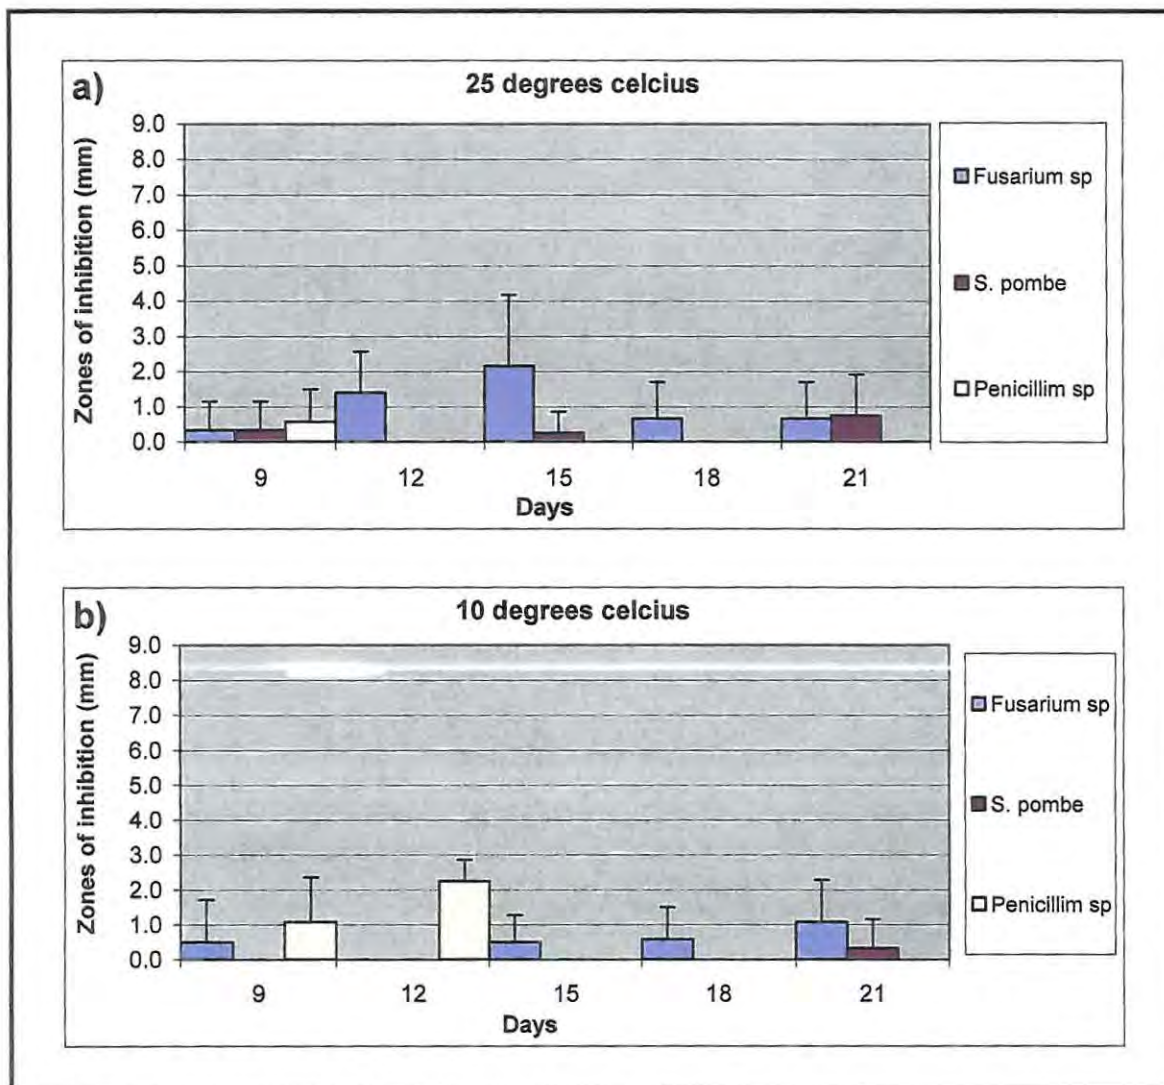 a)
25 degrees celcius
Zones of inhibition (mm)
9.0
8.0
7.0
6.0
5.0
4.0
3.0
2.0
1.0
0.0
9 12 15 18 21
Days
Fusarium sp
S. pombe
Penicillim sp
b)
10 degrees celcius
Zones of inhibition (mm)
9.0
8.0
7.0
6.0
5.0
4.0
3.0
2.0
1.0
0.0
9 12 15 18 21
Days
Fusarium sp
S. pombe
Penicillim sp